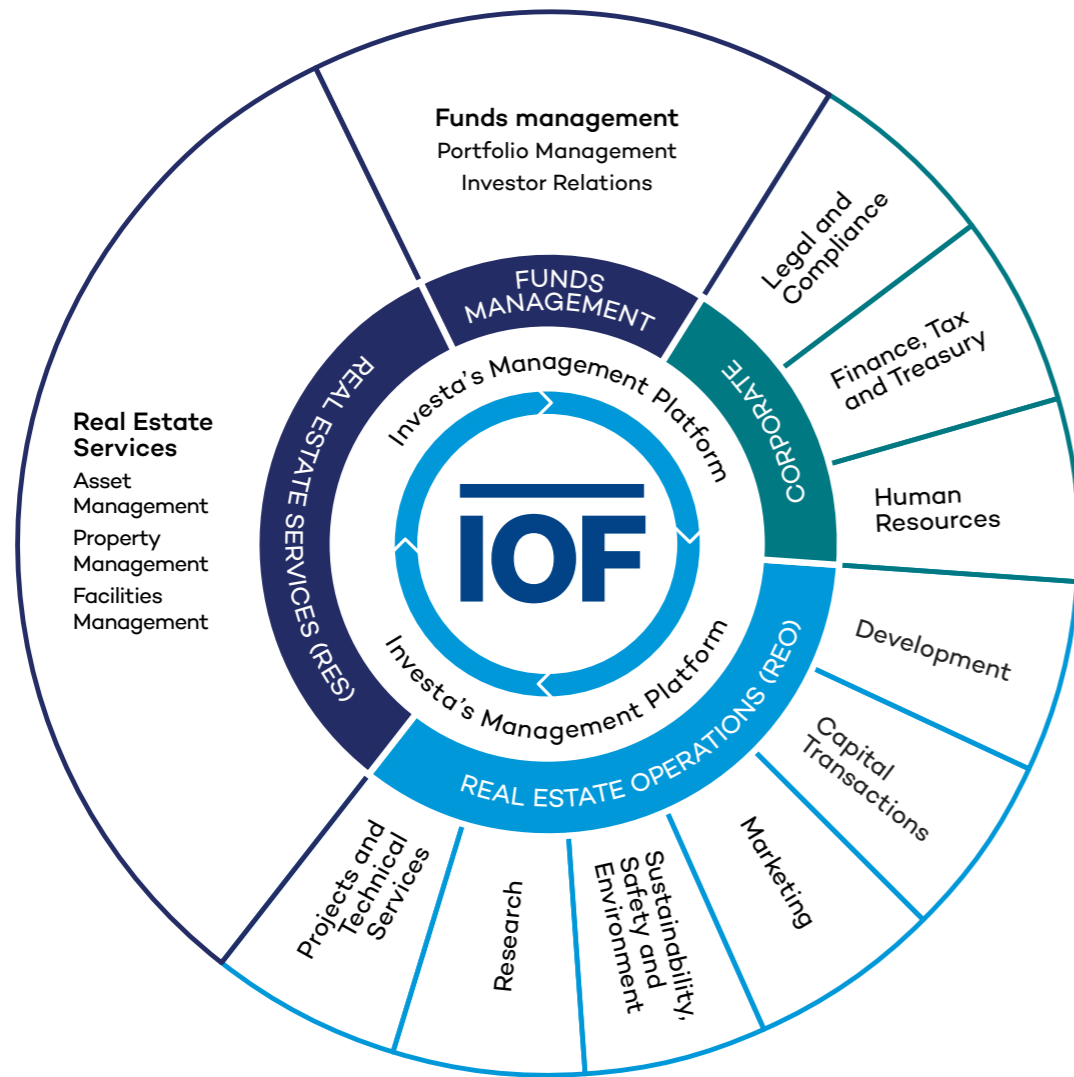 Funds management
Portfolio Management
Investor Relations
Legal and
Compliance
Finance, Tax
and Treasury
Human
Resources
Development
Capital
Transactions
Marketing
Sustainability,
Safety and
Environment
Research
Projects and
Technical
Services
Real Estate
Services
Asset
Management
Property
Management
Facilities
Management
FUNDS
MANAGEMENT
CORPORATE
REAL ESTATE OPERATIONS (REO)
REAL ESTATE SERVICES (RES)
Investa's Management Platform
IOF
Investa's Management Platform